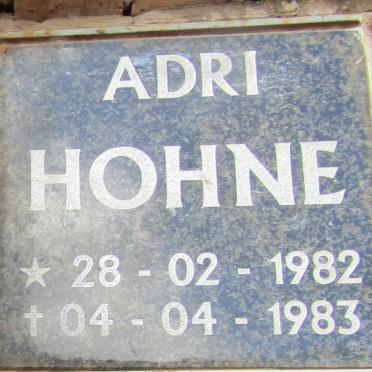 ADRI
HOHNE
★ 28 - 02 - 1982
✝ 04 - 04 - 1983